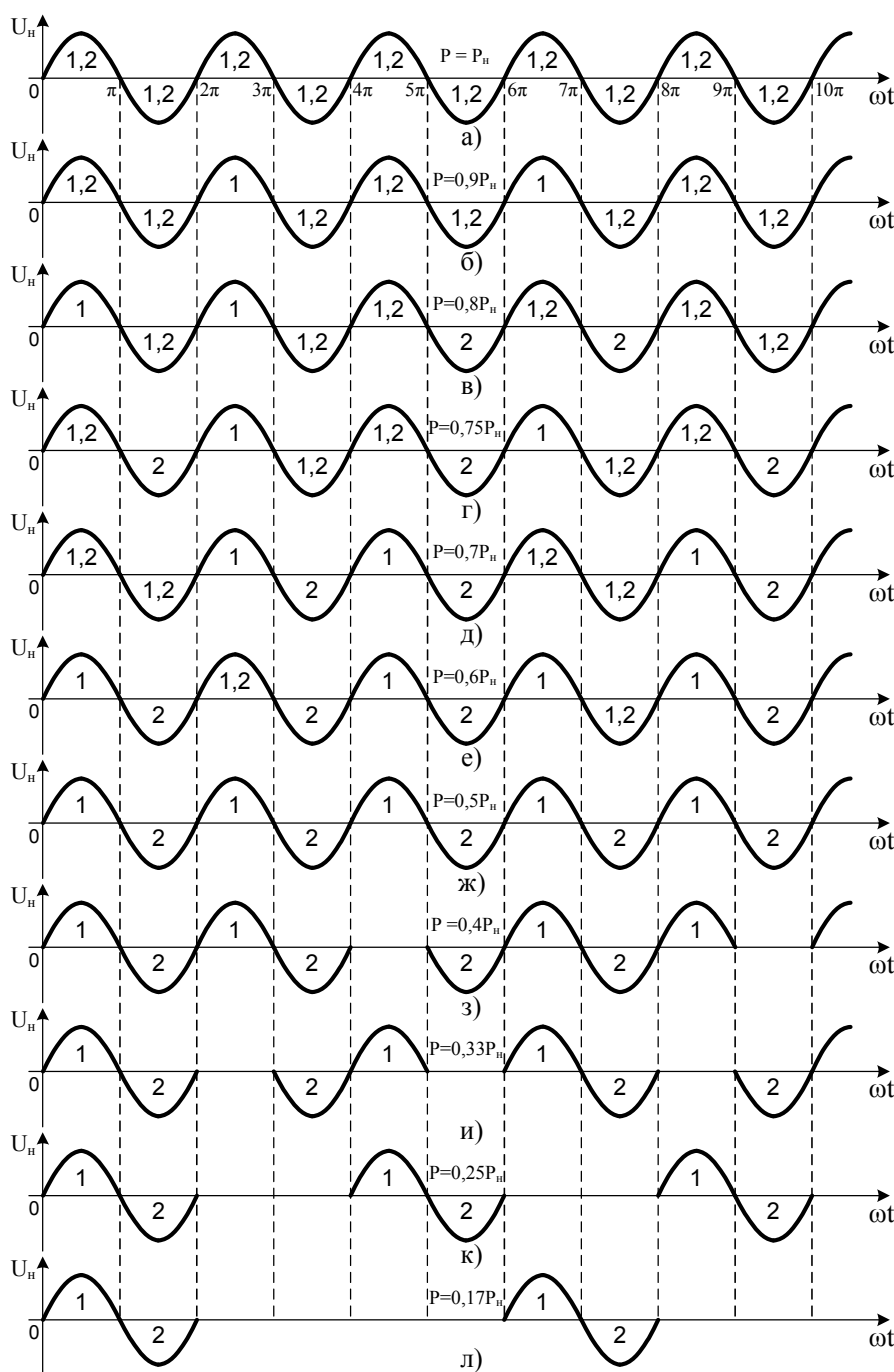 Uн
1,2 1,2 1,2 P = Pн 1,2 1,2
0 π 2π 3π 4π 5π 6π 7π 8π 9π 10π ωt
1,2 1,2 1,2 1,2 1,2
а)
Uн
1,2 1 1,2 P=0,9Pн 1 1,2
0 ωt
1,2 1,2 1,2 1,2 1,2
б)
Uн
1 1 1,2 P=0,8Pн 1,2 1,2
0 ωt
1,2 1,2 2 2 1,2
в)
Uн
1,2 1 1,2 P=0,75Pн 1 1,2
0 ωt
2 1,2 2 1,2 2
г)
Uн
1,2 1 1 P=0,7Pн 1,2 1
0 ωt
1,2 2 2 1,2 2
д)
Uн
1 1,2 1 P=0,6Pн 1 1
0 ωt
2 2 2 1,2 2
е)
Uн
1 1 1 P=0,5Pн 1 1
0 ωt
2 2 2 2 2
ж)
Uн
1 1 P =0,4Pн 1 1
0 ωt
2 2 2 2
з)
Uн
1 1 P=0,33Pн 1
0 ωt
2 2 2 2
и)
Uн
1 1 P=0,25Pн 1
0 ωt
2 2 2
к)
Uн
1 P=0,17Pн 1
0 ωt
2 2
л)